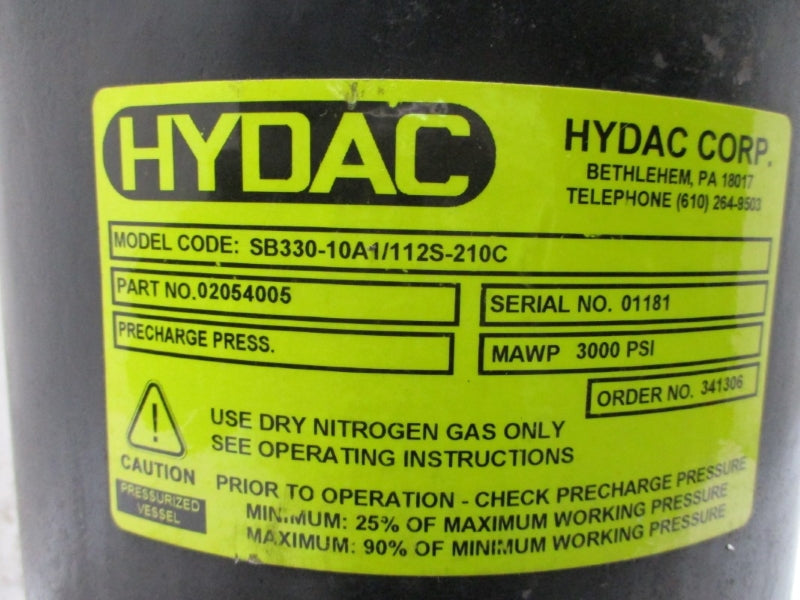 HYDAC
HYDAC CORP.
BETHLEHEM, PA 18017
TELEPHONE (610) 264-9503
MODEL CODE: SB330-10A1/112S-210C
PART NO.02054005
SERIAL NO. 01181
PRECHARGE PRESS.
MAWP 3000 PSI
ORDER NO. 341306
USE DRY NITROGEN GAS ONLY
SEE OPERATING INSTRUCTIONS
CAUTION
PRESSURIZED
VESSEL
PRIOR TO OPERATION - CHECK PRECHARGE PRESSURE
MINIMUM: 25% OF MAXIMUM WORKING PRESSURE
MAXIMUM: 90% OF MINIMUM WORKING PRESSURE